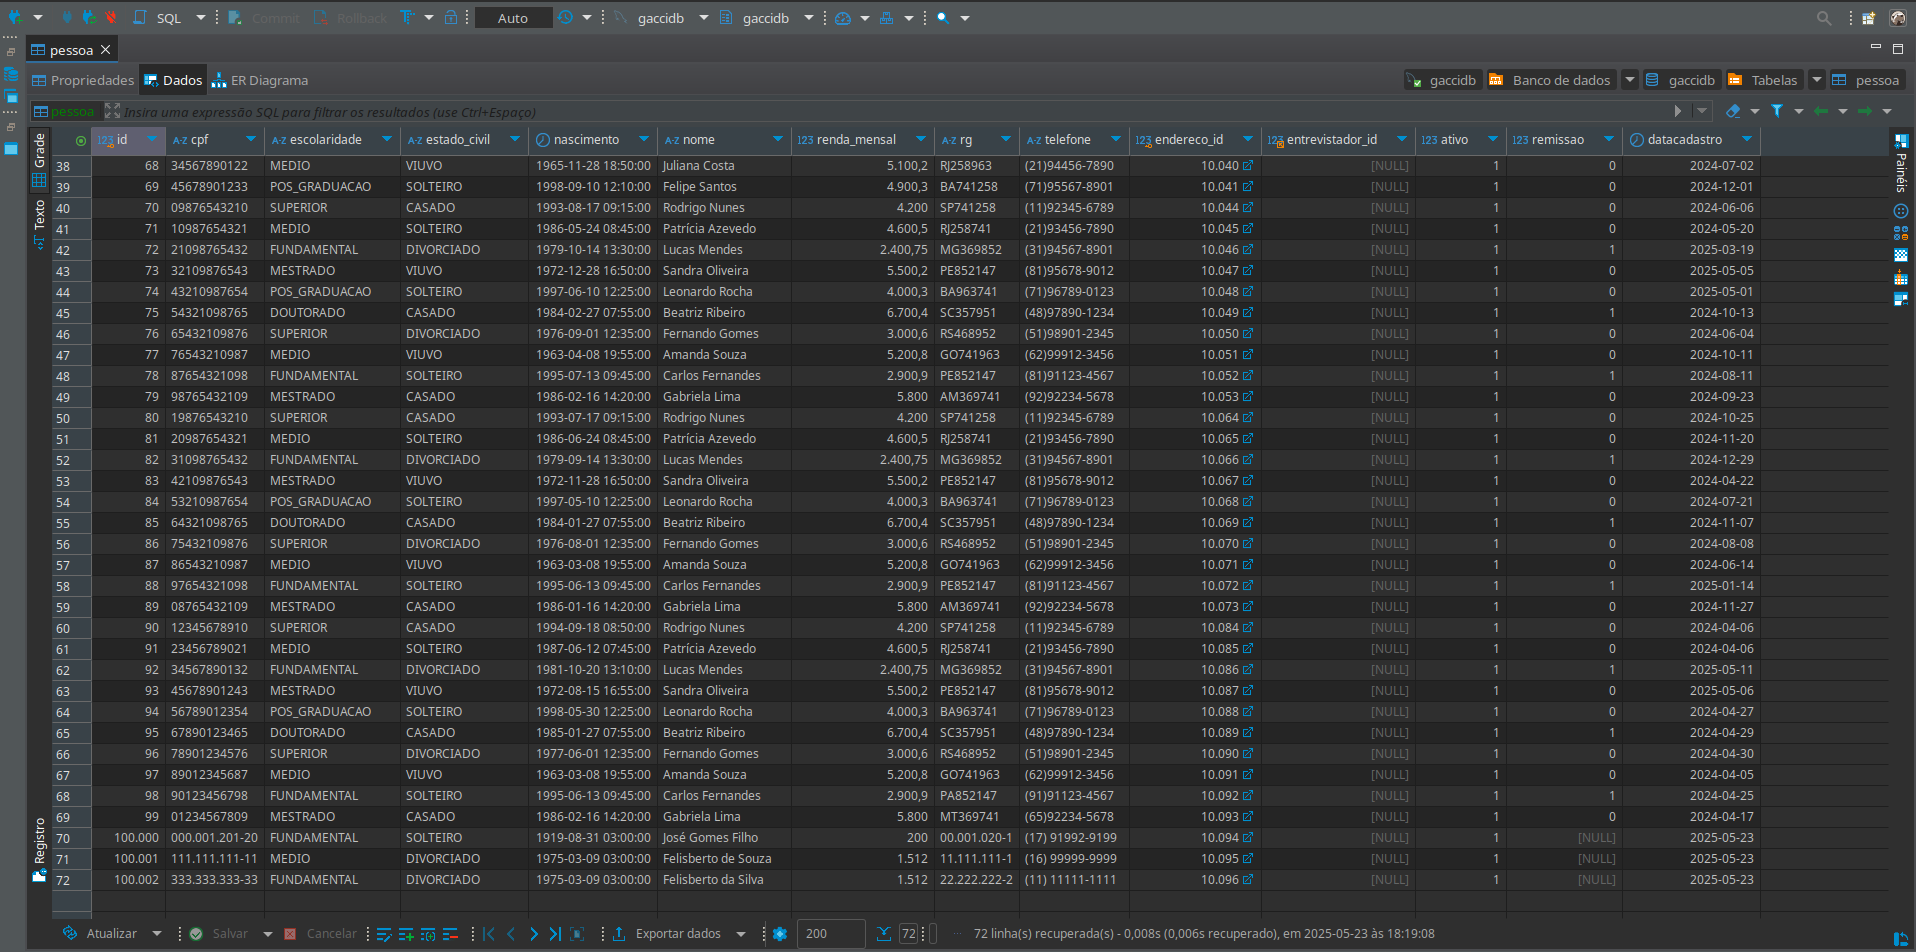 SQL Commit Rollback Auto gaccidb gaccidb
pessoa
Propriedades Dados ER Diagrama gaccidb Banco de dados gaccidb Tabelas pessoa
pessoa Insira uma expressão SQL para filtrar os resultados (use Ctrl+Espaço)
Grade
Texto
Registro
Painéis
123 id A-Z cpf A-Z escolaridade A-Z estado_civil nascimento A-Z nome 123 renda_mensal A-Z rg A-Z telefone 123 endereco_id 123 entrevistador_id 123 ativo 123 remissao datacadastro
38 68 34567890122 MEDIO VIUVO 1965-11-28 18:50:00 Juliana Costa 5.100,2 RJ258963 (21)94456-7890 10.040 [NULL] 1 0 2024-07-02
39 69 45678901233 POS_GRADUACAO SOLTEIRO 1998-09-10 12:10:00 Felipe Santos 4.900,3 BA741258 (71)95567-8901 10.041 [NULL] 1 0 2024-12-01
40 70 09876543210 SUPERIOR CASADO 1993-08-17 09:15:00 Rodrigo Nunes 4.200 SP741258 (11)92345-6789 10.044 [NULL] 1 0 2024-06-06
41 71 10987654321 MEDIO SOLTEIRO 1986-05-24 08:45:00 Patrícia Azevedo 4.600,5 RJ258741 (21)93456-7890 10.045 [NULL] 1 0 2024-05-20
42 72 21098765432 FUNDAMENTAL DIVORCIADO 1979-10-14 13:30:00 Lucas Mendes 2.400,75 MG369852 (31)94567-8901 10.046 [NULL] 1 1 2025-03-19
43 73 32109876543 MESTRADO VIUVO 1972-12-28 16:50:00 Sandra Oliveira 5.500,2 PE852147 (81)95678-9012 10.047 [NULL] 1 0 2025-05-05
44 74 43210987654 POS_GRADUACAO SOLTEIRO 1997-06-10 12:25:00 Leonardo Rocha 4.000,3 BA963741 (71)96789-0123 10.048 [NULL] 1 0 2025-05-01
45 75 54321098765 DOUTORADO CASADO 1984-02-27 07:55:00 Beatriz Ribeiro 6.700,4 SC357951 (48)97890-1234 10.049 [NULL] 1 1 2024-10-13
46 76 65432109876 SUPERIOR DIVORCIADO 1976-09-01 12:35:00 Fernando Gomes 3.000,6 RS468952 (51)98901-2345 10.050 [NULL] 1 0 2024-06-04
47 77 76543210987 MEDIO VIUVO 1963-04-08 19:55:00 Amanda Souza 5.200,8 GO741963 (62)99912-3456 10.051 [NULL] 1 0 2024-10-11
48 78 87654321098 FUNDAMENTAL SOLTEIRO 1995-07-13 09:45:00 Carlos Fernandes 2.900,9 PE852147 (81)91123-4567 10.052 [NULL] 1 1 2024-08-11
49 79 98765432109 MESTRADO CASADO 1986-02-16 14:20:00 Gabriela Lima 5.800 AM369741 (92)92234-5678 10.053 [NULL] 1 0 2024-09-23
50 80 19876543210 SUPERIOR CASADO 1993-07-17 09:15:00 Rodrigo Nunes 4.200 SP741258 (11)92345-6789 10.064 [NULL] 1 0 2024-10-25
51 81 20987654321 MEDIO SOLTEIRO 1986-06-24 08:45:00 Patrícia Azevedo 4.600,5 RJ258741 (21)93456-7890 10.065 [NULL] 1 0 2024-11-20
52 82 31098765432 FUNDAMENTAL DIVORCIADO 1979-09-14 13:30:00 Lucas Mendes 2.400,75 MG369852 (31)94567-8901 10.066 [NULL] 1 1 2024-12-29
53 83 42109876543 MESTRADO VIUVO 1972-11-28 16:50:00 Sandra Oliveira 5.500,2 PE852147 (81)95678-9012 10.067 [NULL] 1 0 2024-04-22
54 84 53210987654 POS_GRADUACAO SOLTEIRO 1997-05-10 12:25:00 Leonardo Rocha 4.000,3 BA963741 (71)96789-0123 10.068 [NULL] 1 0 2024-07-21
55 85 64321098765 DOUTORADO CASADO 1984-01-27 07:55:00 Beatriz Ribeiro 6.700,4 SC357951 (48)97890-1234 10.069 [NULL] 1 1 2024-11-07
56 86 75432109876 SUPERIOR DIVORCIADO 1976-08-01 12:35:00 Fernando Gomes 3.000,6 RS468952 (51)98901-2345 10.070 [NULL] 1 0 2024-08-08
57 87 86543210987 MEDIO VIUVO 1963-03-08 19:55:00 Amanda Souza 5.200,8 GO741963 (62)99912-3456 10.071 [NULL] 1 0 2024-06-14
58 88 97654321098 FUNDAMENTAL SOLTEIRO 1995-06-13 09:45:00 Carlos Fernandes 2.900,9 PE852147 (81)91123-4567 10.072 [NULL] 1 1 2025-01-14
59 89 08765432109 MESTRADO CASADO 1986-01-16 14:20:00 Gabriela Lima 5.800 AM369741 (92)92234-5678 10.073 [NULL] 1 0 2024-11-27
60 90 12345678910 SUPERIOR CASADO 1994-09-18 08:50:00 Rodrigo Nunes 4.200 SP741258 (11)92345-6789 10.084 [NULL] 1 0 2024-04-06
61 91 23456789021 MEDIO SOLTEIRO 1987-06-12 07:45:00 Patrícia Azevedo 4.600,5 RJ258741 (21)93456-7890 10.085 [NULL] 1 0 2024-04-06
62 92 34567890132 FUNDAMENTAL DIVORCIADO 1981-10-20 13:10:00 Lucas Mendes 2.400,75 MG369852 (31)94567-8901 10.086 [NULL] 1 1 2025-05-11
63 93 45678901243 MESTRADO VIUVO 1972-08-15 16:55:00 Sandra Oliveira 5.500,2 PE852147 (81)95678-9012 10.087 [NULL] 1 0 2025-05-06
64 94 56789012354 POS_GRADUACAO SOLTEIRO 1998-05-30 12:25:00 Leonardo Rocha 4.000,3 BA963741 (71)96789-0123 10.088 [NULL] 1 0 2024-04-27
65 95 67890123465 DOUTORADO CASADO 1985-01-27 07:55:00 Beatriz Ribeiro 6.700,4 SC357951 (48)97890-1234 10.089 [NULL] 1 1 2024-04-29
66 96 78901234576 SUPERIOR DIVORCIADO 1977-06-01 12:35:00 Fernando Gomes 3.000,6 RS468952 (51)98901-2345 10.090 [NULL] 1 0 2024-04-30
67 97 89012345687 MEDIO VIUVO 1963-03-08 19:55:00 Amanda Souza 5.200,8 GO741963 (62)99912-3456 10.091 [NULL] 1 0 2024-04-05
68 98 90123456798 FUNDAMENTAL SOLTEIRO 1995-06-13 09:45:00 Carlos Fernandes 2.900,9 PA852147 (91)91123-4567 10.092 [NULL] 1 1 2024-04-25
69 99 01234567809 MESTRADO CASADO 1986-02-16 14:20:00 Gabriela Lima 5.800 MT369741 (65)92234-5678 10.093 [NULL] 1 0 2024-04-17
70 100.000 000.001.201-20 FUNDAMENTAL SOLTEIRO 1919-08-31 03:00:00 José Gomes Filho 200 00.001.020-1 (17) 91992-9199 10.094 [NULL] 1 [NULL] 2025-05-23
71 100.001 111.111.111-11 MEDIO DIVORCIADO 1975-03-09 03:00:00 Felisberto de Souza 1.512 11.111.111-1 (16) 99999-9999 10.095 [NULL] 1 [NULL] 2025-05-23
72 100.002 333.333.333-33 FUNDAMENTAL DIVORCIADO 1975-03-09 03:00:00 Felisberto da Silva 1.512 22.222.222-2 (11) 11111-1111 10.096 [NULL] 1 [NULL] 2025-05-23
Atualizar Salvar Cancelar Exportar dados 200 72 72 linha(s) recuperada(s) - 0,008s (0,006s recuperado), em 2025-05-23 às 18:19:08